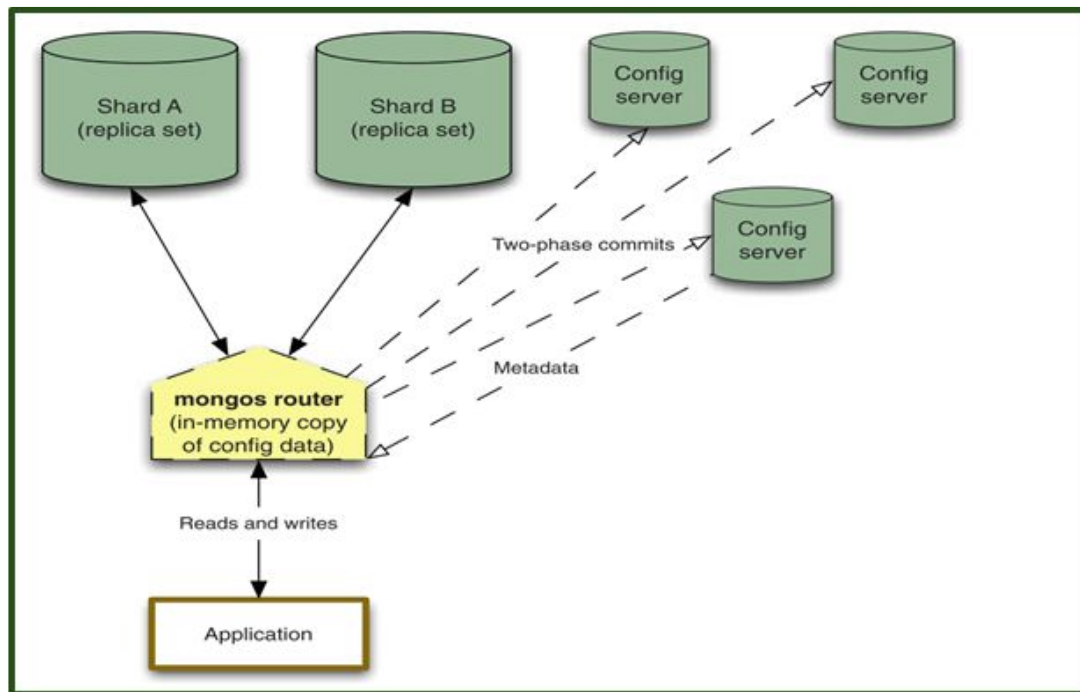 Shard A
(replica set)
Shard B
(replica set)
Config
server
Config
server
Config
server
Two-phase commits
Metadata
mongos router
(in-memory copy
of config data)
Reads and writes
Application